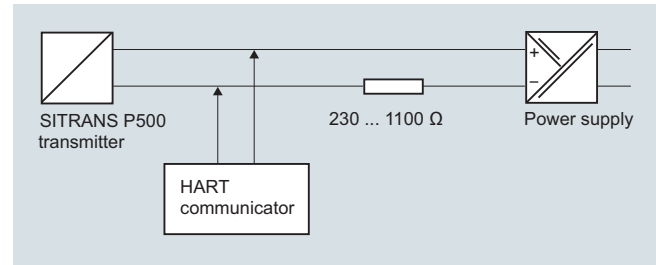 +
−
SITRANS P500
transmitter
230 ... 1100 Ω
Power supply
HART
communicator